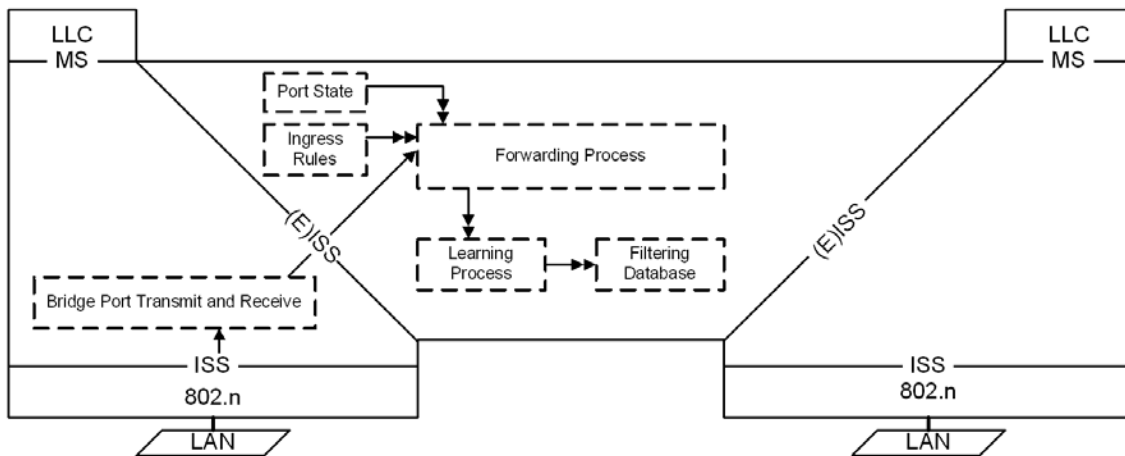 LLC
MS
LLC
MS
Port State
Ingress
Rules
Forwarding Process
(E)ISS
(E)ISS
Learning
Process
Filtering
Database
Bridge Port Transmit and Receive
ISS
ISS
802.n
802.n
LAN
LAN